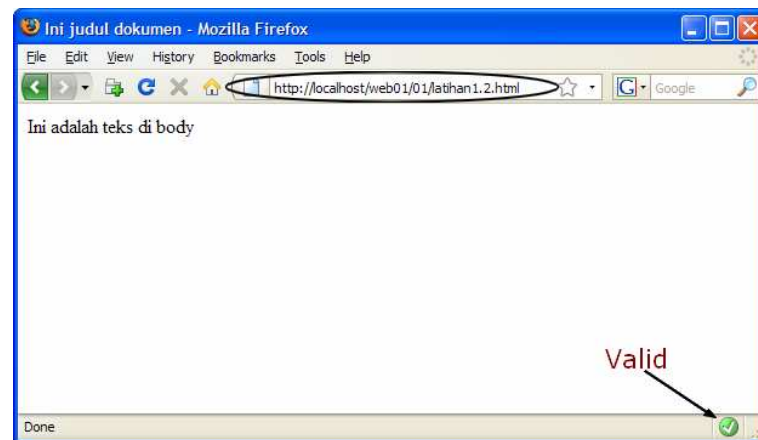 Ini judul dokumen - Mozilla Firefox
File Edit View History Bookmarks Tools Help
http://localhost/web01/01/latihan1.2.html G Google
Ini adalah teks di body
Valid
Done